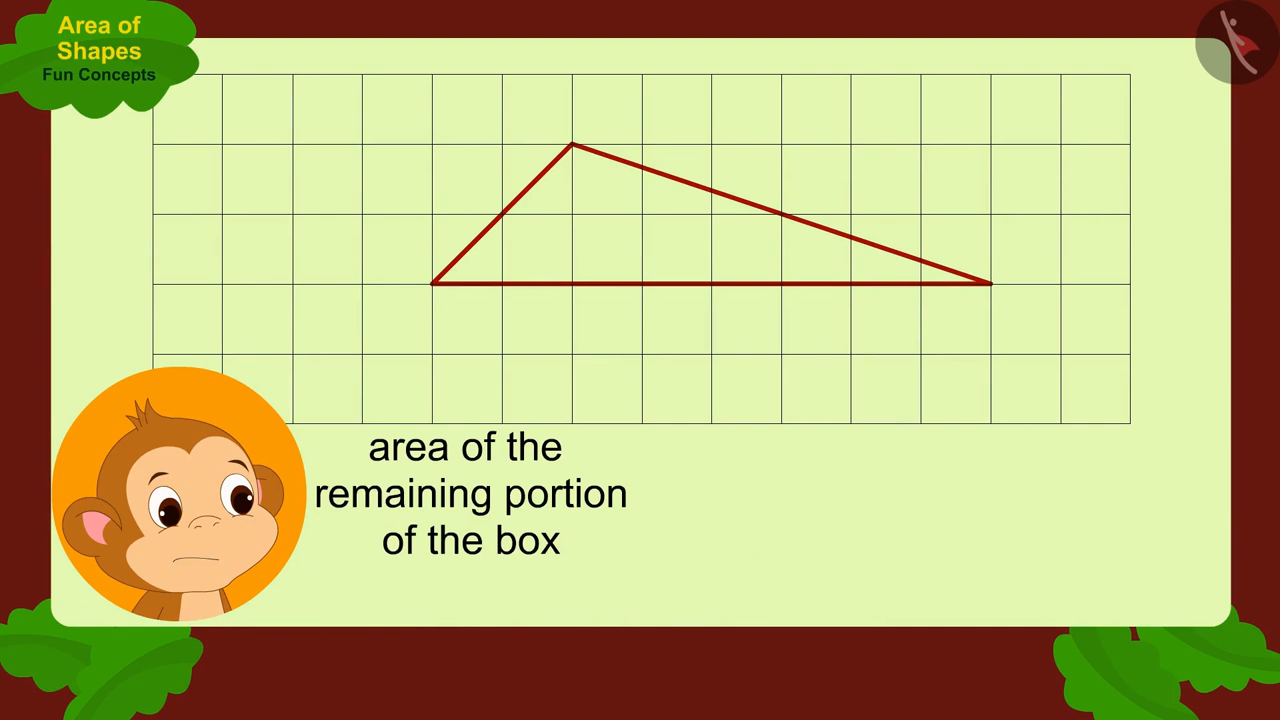 Area of
Shapes
Fun Concepts
area of the
remaining portion
of the box